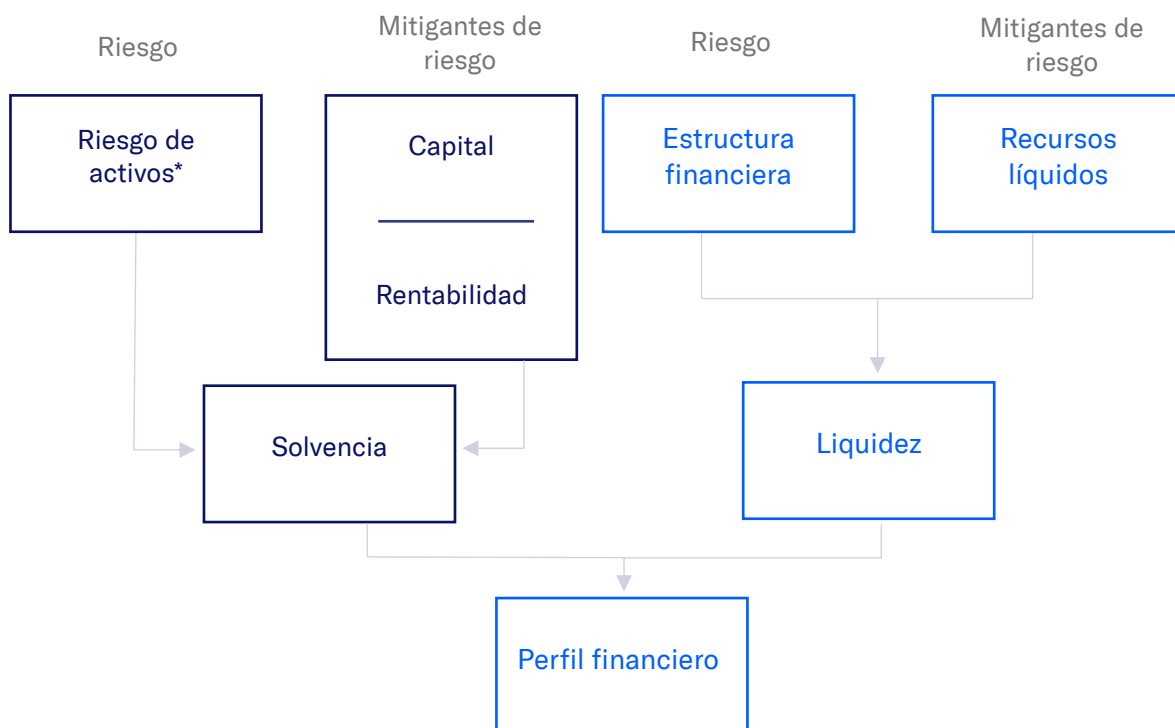 Riesgo
Mitigantes de
riesgo
Riesgo
Mitigantes de
riesgo
Riesgo de
activos*
Capital
Rentabilidad
Estructura
financiera
Recursos
líquidos
Solvencia
Liquidez
Perfil financiero